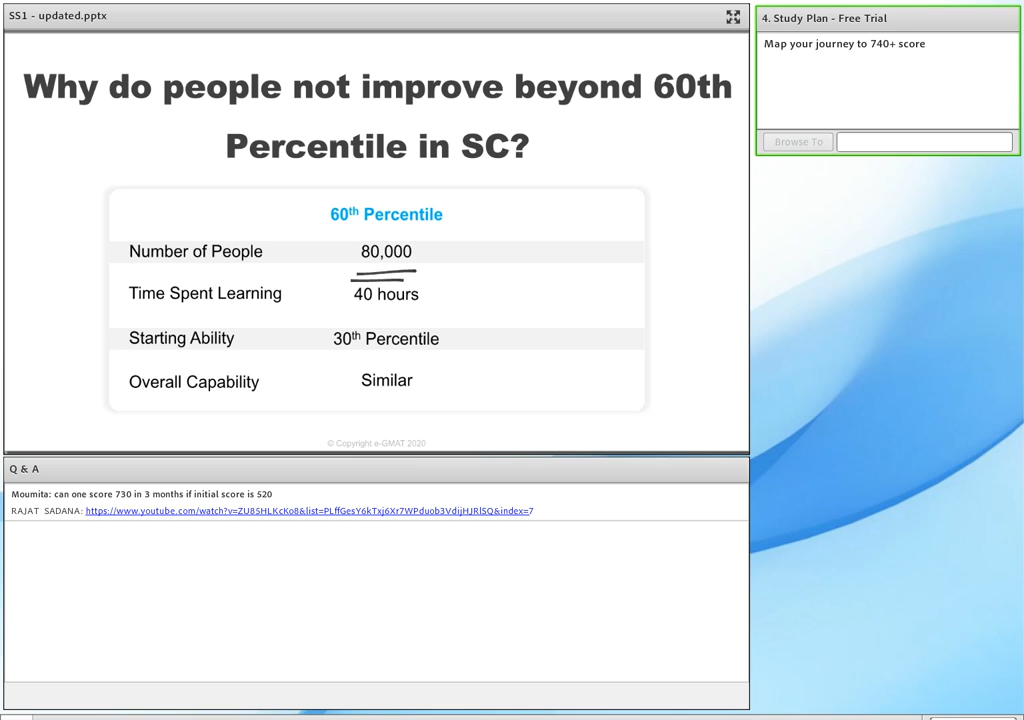 SS1 - updated.pptx
Why do people not improve beyond 60th
Percentile in SC?
60th Percentile
Number of People 80,000
Time Spent Learning 40 hours
Starting Ability 30th Percentile
Overall Capability Similar
© Copyright e-GMAT 2020
Q & A
Moumita: can one score 730 in 3 months if initial score is 520
RAJAT SADANA: https://www.youtube.com/watch?v=ZU85HLKcKo8&list=PLffGesY6kTxj6Xr7WPduob3VdijHJRlSQ&index=7
4. Study Plan - Free Trial
Map your journey to 740+ score
Browse To